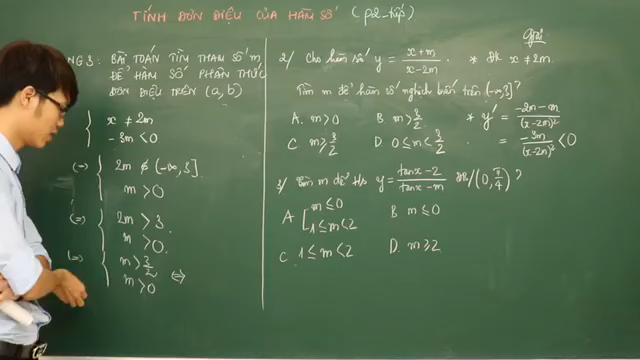 TÍNH ĐƠN ĐIỆU CỦA HÀM SỐ (p2_tiếp)
NG 3: BÀI TOÁN TÌM THAM SỐ m
ĐỂ HÀM SỐ PHÂN THỨC
ĐƠN ĐIỆU TRÊN (a, b)
{ x ≠ 2m
-3m < 0
(=) { 2m ∉ (-∞, 3]
m > 0
(=) { 2m > 3.
m > 0.
(=) { m > 3/2
m > 0 (=)
2/ Cho hàm số y = (x+m)/(x-2m).
Tìm m để hàm số nghịch biến trên (-∞,3]?
A. m > 0 B m > 3/2
C m ≥ 3/2 D 0 ≤ m < 3/2.
3/ Tìm m để Hs y = (tanx - 2)/(tanx - m) ĐB/(0, π/4)?
A [ m ≤ 0
1 ≤ m < 2
B m ≤ 0
C. 1 ≤ m < 2 D. m ≥ 2
Giải
* Đk x ≠ 2m.
* y' = (-2m - m)/(x-2m)²
= -3m/(x-2m)² < 0